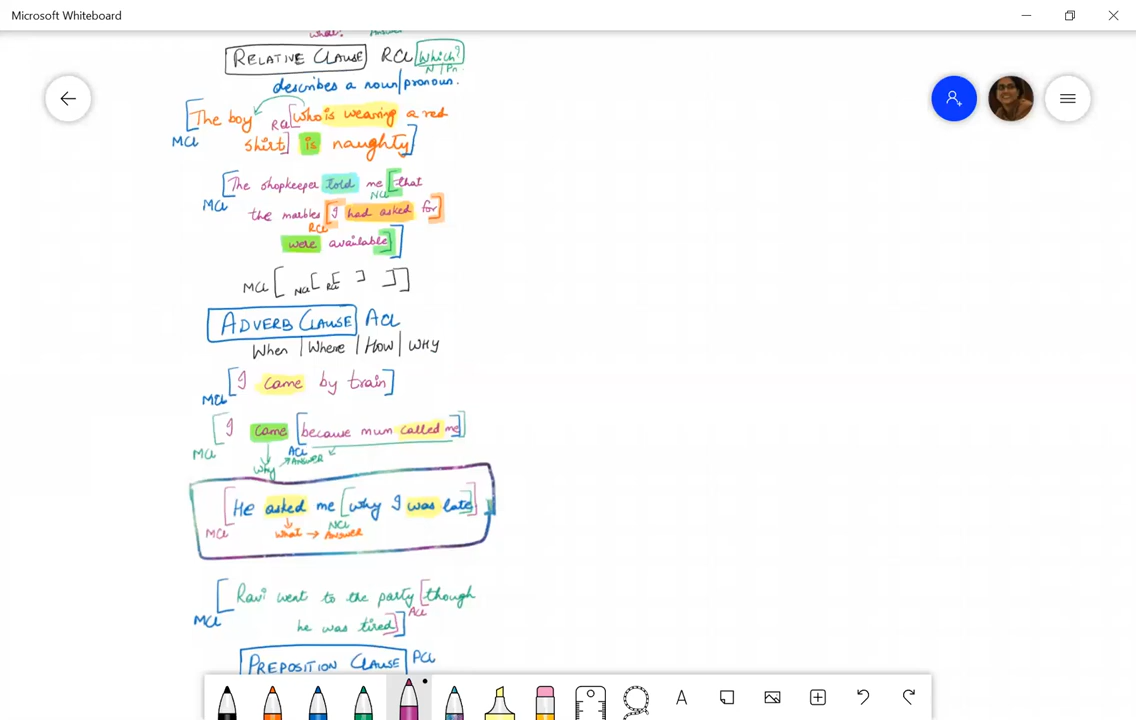 Microsoft Whiteboard
what. Answer
RELATIVE CLAUSE RCl Which?
N/Pn.
describes a noun/pronoun.
[The boy [who is wearing a red
MCl RCl
shirt] is naughty]
[The shopkeeper told me [that
MCl NCl
the marbles [I had asked for]
RCl
were available]]
MCl [NCl [RCl [ ] ]]
ADVERB CLAUSE ACl
When | Where | How | WHY
[I came by train]
MCl
[I came [because mum called me]]
MCl ACl
Why → ANSWER
[He asked me [why I was late]]
MCl NCl
what → ANSWER
[Ravi went to the party [though
MCl ACl
he was tired]]
PREPOSITION CLAUSE PCl
A